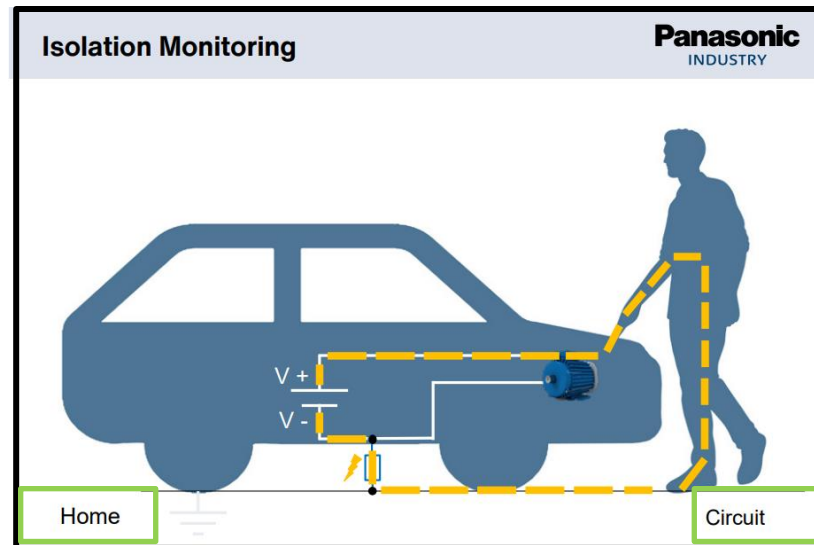 Isolation Monitoring
Panasonic
INDUSTRY
V +
V -
Home
Circuit